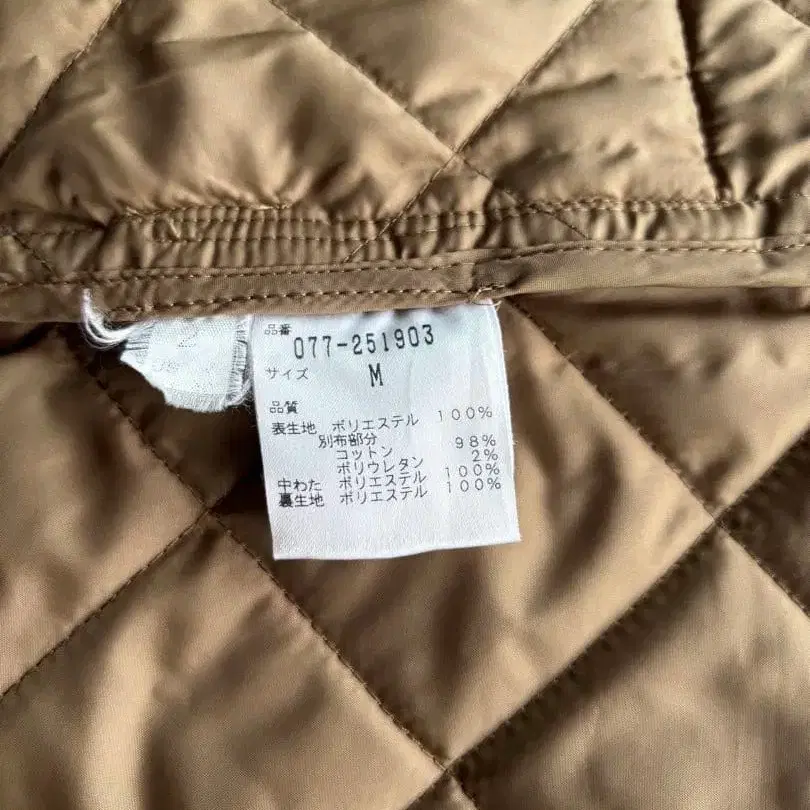 品番
077-251903
サイズ M
品質
表生地 ポリエステル 100%
別布部分
コットン 98%
ポリウレタン 2%
中わた ポリエステル 100%
裏生地 ポリエステル 100%